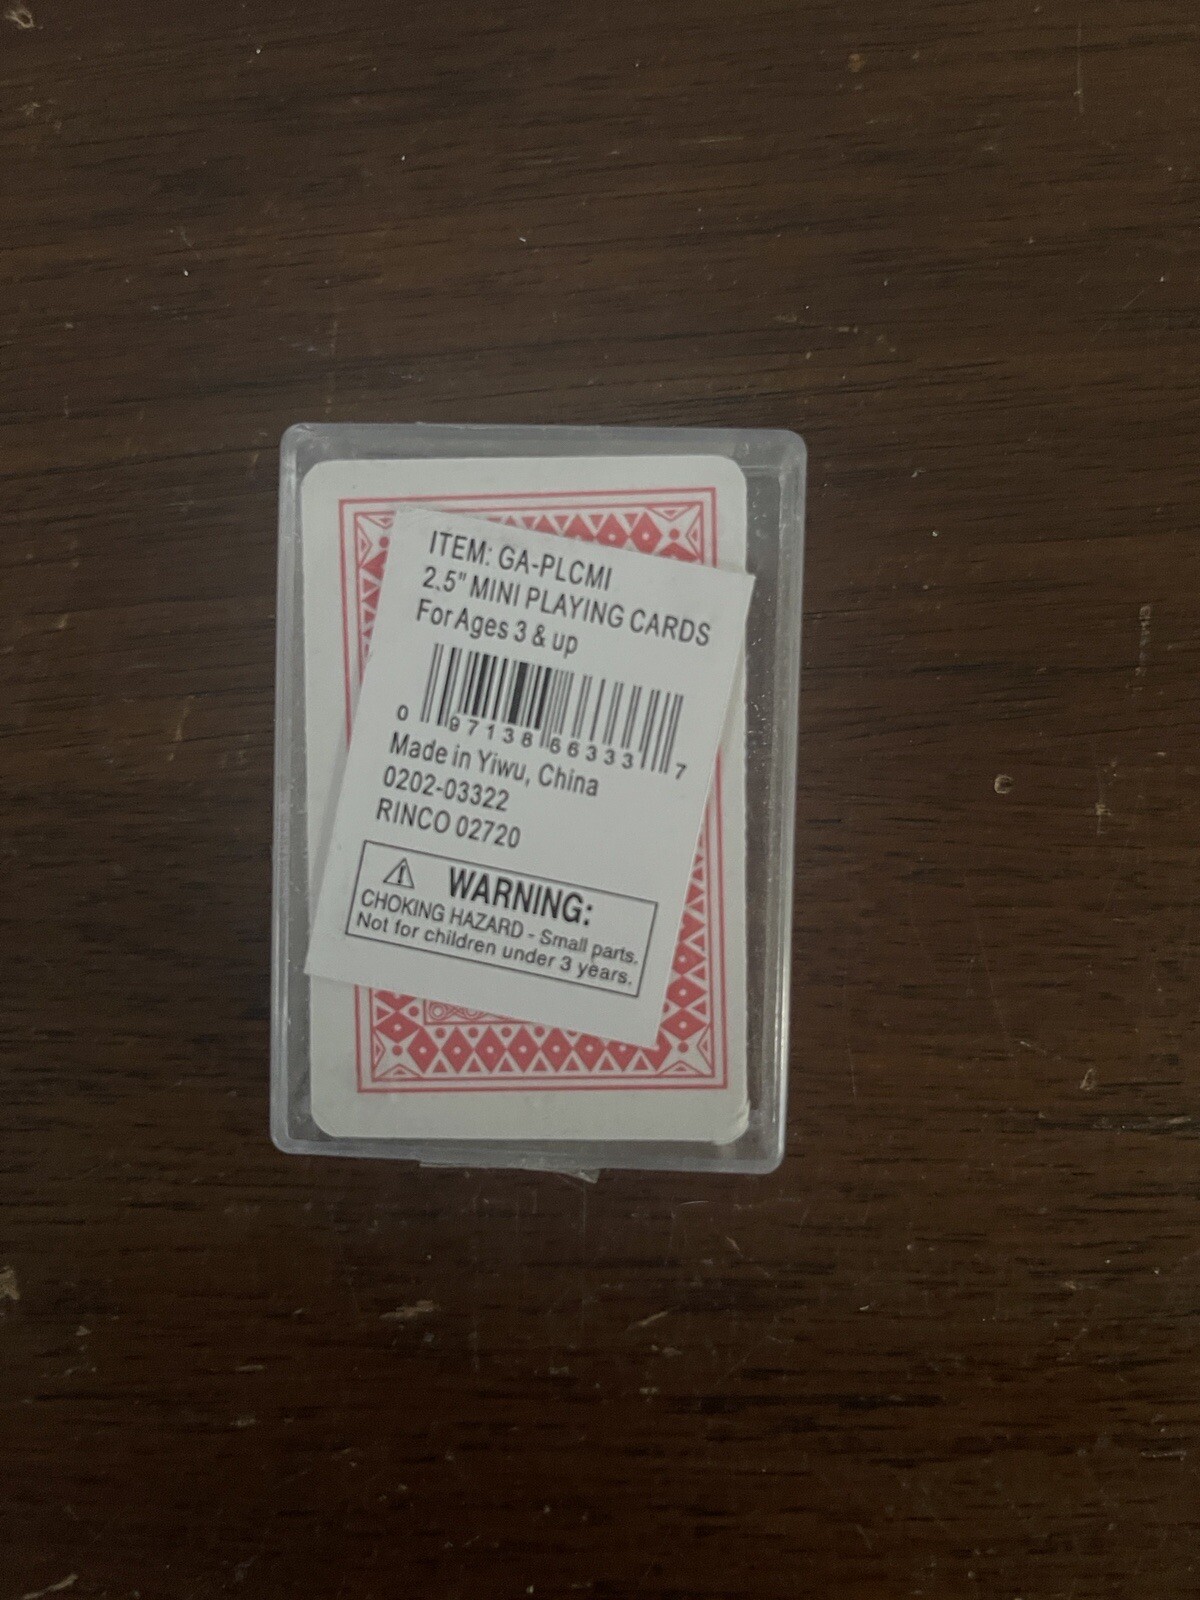 ITEM: GA-PLCMI
2.5" MINI PLAYING CARDS
For Ages 3 & up
0 97138 66333 7
Made in Yiwu, China
0202-03322
RINCO 02720
WARNING:
CHOKING HAZARD - Small parts.
Not for children under 3 years.